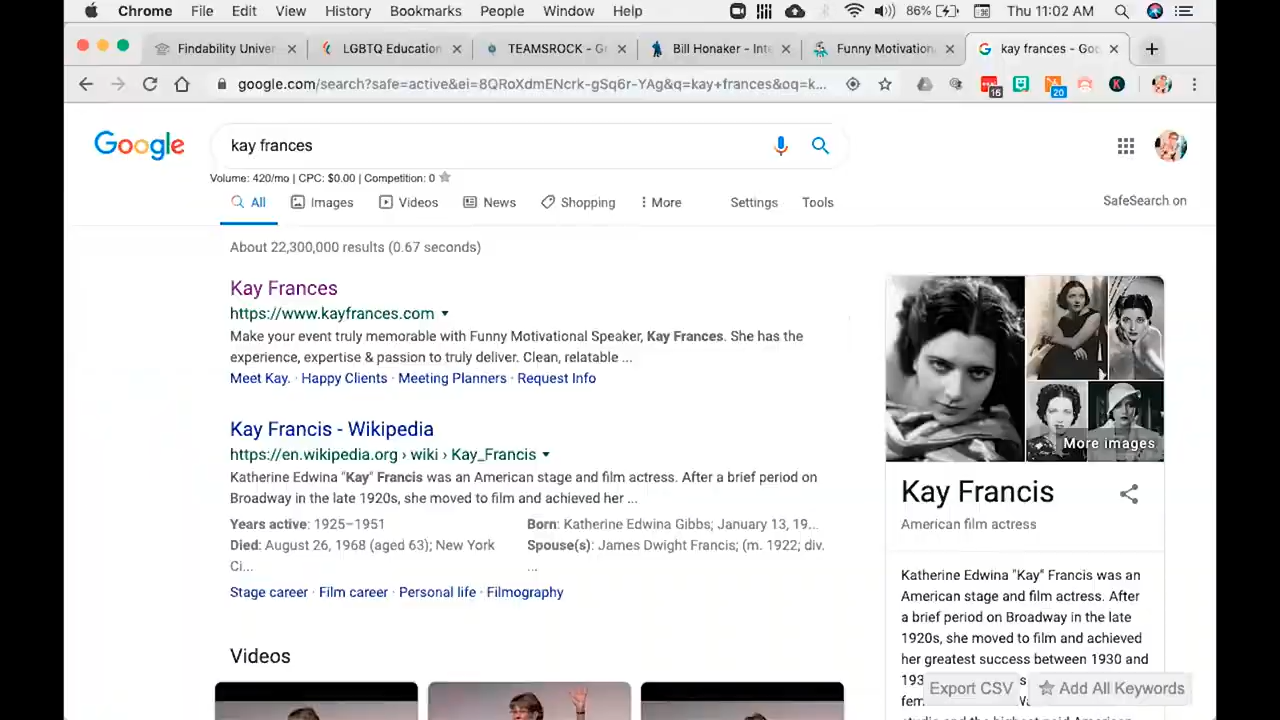 Chrome File Edit View History Bookmarks People Window Help 86% Thu 11:02 AM
Findability Univer LGBTQ Education TEAMSROCK - G Bill Honaker - Inte Funny Motivation kay frances - Goo
google.com/search?safe=active&ei=8QRoXdmENcrk-gSq6r-YAg&q=kay+frances&oq=k...
16
20
K
Google
kay frances
Volume: 420/mo | CPC: $0.00 | Competition: 0
All Images Videos News Shopping More Settings Tools
SafeSearch on
About 22,300,000 results (0.67 seconds)
Kay Frances
https://www.kayfrances.com
Make your event truly memorable with Funny Motivational Speaker, Kay Frances. She has the
experience, expertise & passion to truly deliver. Clean, relatable ...
Meet Kay. · Happy Clients · Meeting Planners · Request Info
Kay Francis - Wikipedia
https://en.wikipedia.org › wiki › Kay_Francis
Katherine Edwina "Kay" Francis was an American stage and film actress. After a brief period on
Broadway in the late 1920s, she moved to film and achieved her ...
Years active: 1925–1951
Born: Katherine Edwina Gibbs; January 13, 19...
Died: August 26, 1968 (aged 63); New York
Ci...
Spouse(s): James Dwight Francis; (m. 1922; div.
...
Stage career · Film career · Personal life · Filmography
Videos
More images
Kay Francis
American film actress
Katherine Edwina "Kay" Francis was an
American stage and film actress. After
a brief period on Broadway in the late
1920s, she moved to film and achieved
her greatest success between 1930 and
193
fem
Export CSV
Add All Keywords